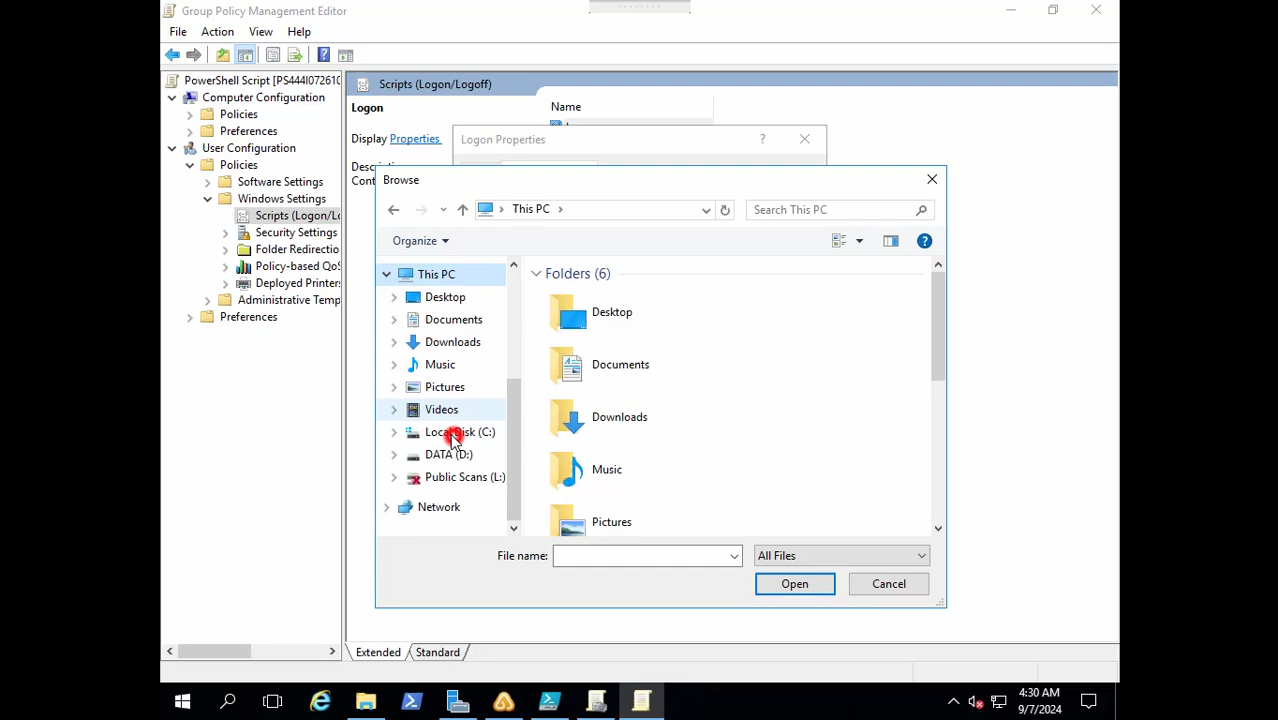 Group Policy Management Editor
File Action View Help
PowerShell Script [PS444I072610
Computer Configuration
Policies
Preferences
User Configuration
Policies
Software Settings
Windows Settings
Scripts (Logon/Lo
Security Settings
Folder Redirectio
Policy-based QoS
Deployed Printers
Administrative Temp
Preferences
Scripts (Logon/Logoff)
Logon
Name
Display Properties
Logon Properties
?
Browse
This PC
Search This PC
Organize
This PC
Desktop
Documents
Downloads
Music
Pictures
Videos
Local Disk (C:)
DATA (D:)
Public Scans (L:)
Network
Folders (6)
Desktop
Documents
Downloads
Music
Pictures
File name:
All Files
Open
Cancel
Extended
Standard
4:30 AM
9/7/2024